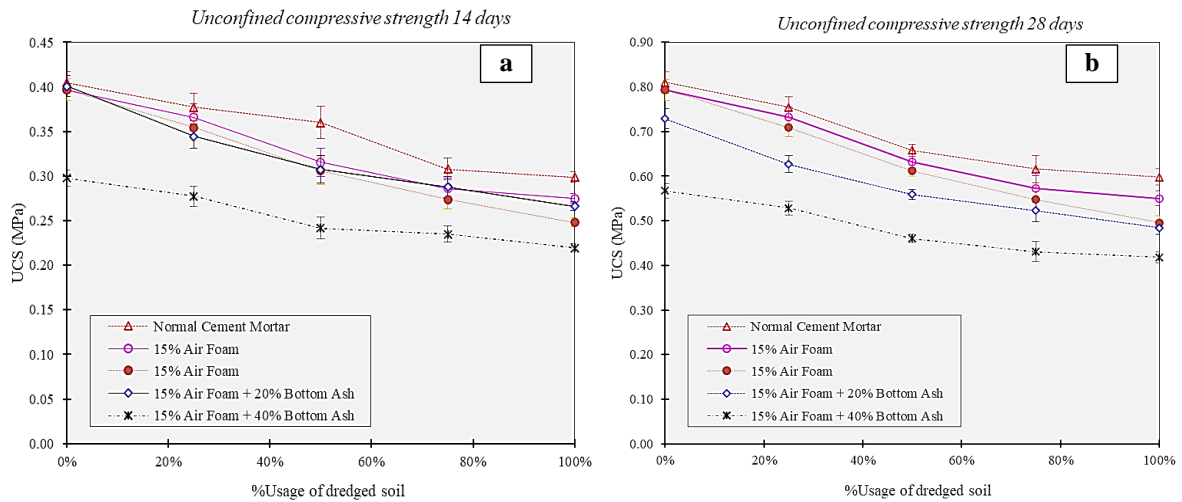 Unconfined compressive strength 14 days
a
0.45
0.40
0.35
0.30
0.25
0.20
0.15
0.10
0.05
0.00
UCS (MPa)
Normal Cement Mortar
15% Air Foam
15% Air Foam
15% Air Foam + 20% Bottom Ash
15% Air Foam + 40% Bottom Ash
0% 20% 40% 60% 80% 100%
%Usage of dredged soil
Unconfined compressive strength 28 days
b
0.90
0.80
0.70
0.60
0.50
0.40
0.30
0.20
0.10
0.00
UCS (MPa)
Normal Cement Mortar
15% Air Foam
15% Air Foam
15% Air Foam + 20% Bottom Ash
15% Air Foam + 40% Bottom Ash
0% 20% 40% 60% 80% 100%
%Usage of dredged soil